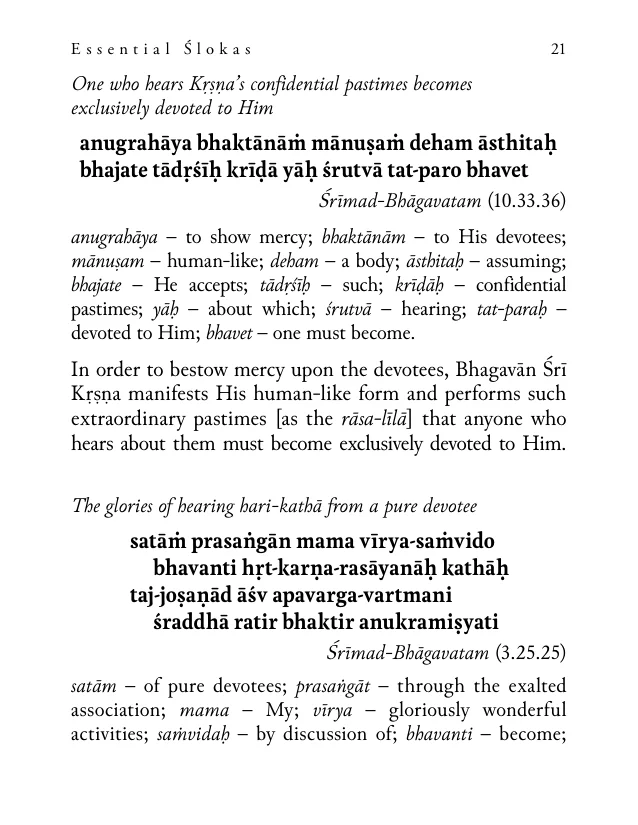 Essential Ślokas 21
One who hears Kṛṣṇa’s confidential pastimes becomes
exclusively devoted to Him
anugrahāya bhaktānāṁ mānuṣaṁ deham āsthitaḥ
bhajate tādṛśīḥ krīḍā yāḥ śrutvā tat-paro bhavet
Śrīmad-Bhāgavatam (10.33.36)
anugrahāya – to show mercy; bhaktānām – to His devotees;
mānuṣam – human-like; deham – a body; āsthitaḥ – assuming;
bhajate – He accepts; tādṛśīḥ – such; krīḍāḥ – confidential
pastimes; yāḥ – about which; śrutvā – hearing; tat-paraḥ –
devoted to Him; bhavet – one must become.
In order to bestow mercy upon the devotees, Bhagavān Śrī
Kṛṣṇa manifests His human-like form and performs such
extraordinary pastimes [as the rāsa-līlā] that anyone who
hears about them must become exclusively devoted to Him.
The glories of hearing hari-kathā from a pure devotee
satāṁ prasaṅgān mama vīrya-saṁvido
bhavanti hṛt-karṇa-rasāyanāḥ kathāḥ
taj-joṣaṇād āśv apavarga-vartmani
śraddhā ratir bhaktir anukramiṣyati
Śrīmad-Bhāgavatam (3.25.25)
satām – of pure devotees; prasaṅgāt – through the exalted
association; mama – My; vīrya – gloriously wonderful
activities; saṁvidaḥ – by discussion of; bhavanti – become;